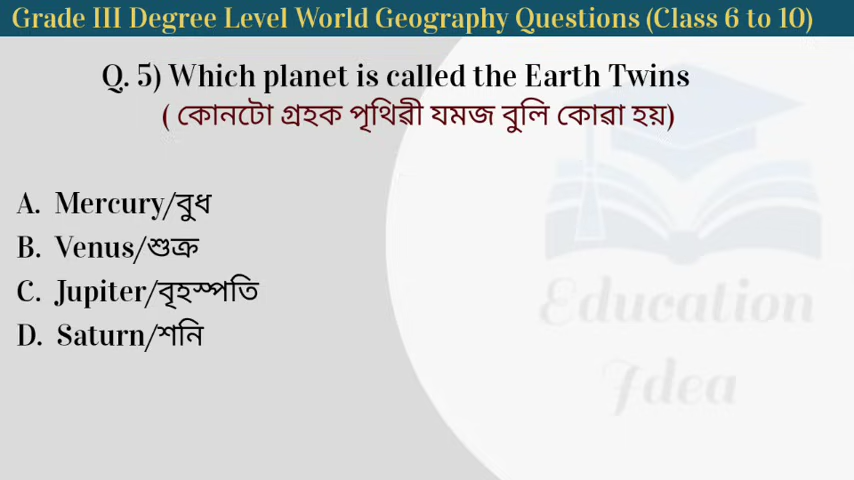 Grade III Degree Level World Geography Questions (Class 6 to 10)
Q. 5) Which planet is called the Earth Twins
( কোনটো গ্ৰহক পৃথিৱী যমজ বুলি কোৱা হয়)
A. Mercury/বুধ
B. Venus/শুক্ৰ
C. Jupiter/বৃহস্পতি
D. Saturn/শনি
Education
Idea